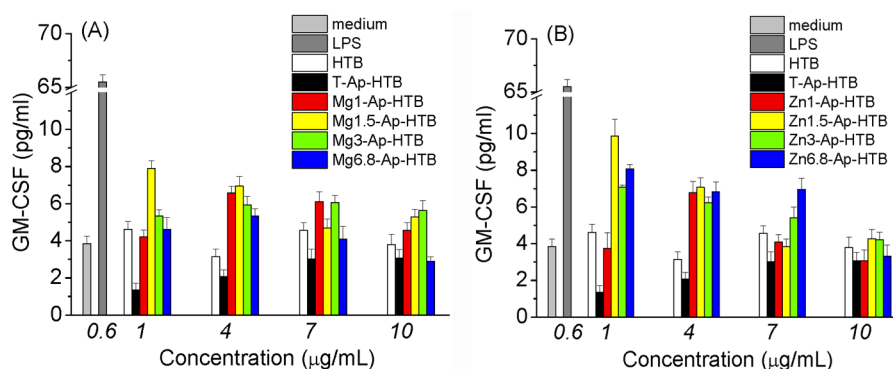 (A)
medium
LPS
HTB
T-Ap-HTB
Mg1-Ap-HTB
Mg1.5-Ap-HTB
Mg3-Ap-HTB
Mg6.8-Ap-HTB
GM-CSF (pg/ml)
70
65
8
6
4
2
0
0.6 1 4 7 10
Concentration (μg/mL)
(B)
medium
LPS
HTB
T-Ap-HTB
Zn1-Ap-HTB
Zn1.5-Ap-HTB
Zn3-Ap-HTB
Zn6.8-Ap-HTB
GM-CSF (pg/ml)
70
65
10
8
6
4
2
0
0.6 1 4 7 10
Concentration (μg/mL)